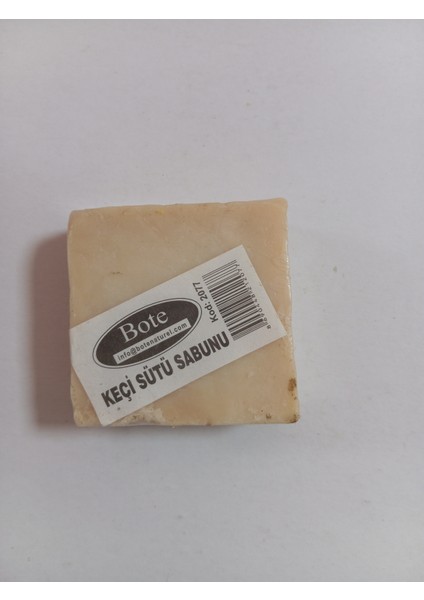 Bote
info@botenaturel.com
KEÇİ SÜTÜ SABUNU
Kod: 2077